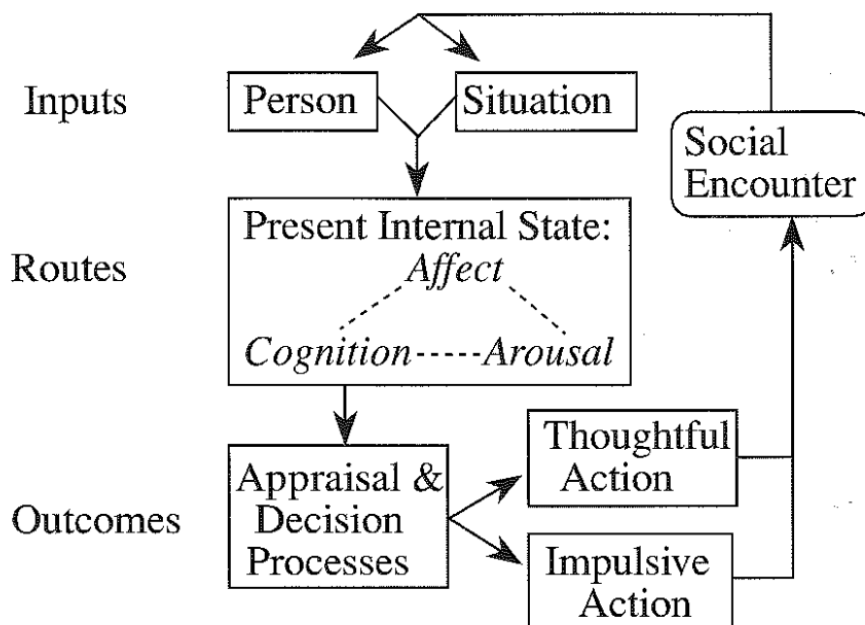 Inputs
Person
Situation
Social
Encounter
Routes
Present Internal State:
Affect
Cognition
Arousal
Outcomes
Appraisal &
Decision
Processes
Thoughtful
Action
Impulsive
Action